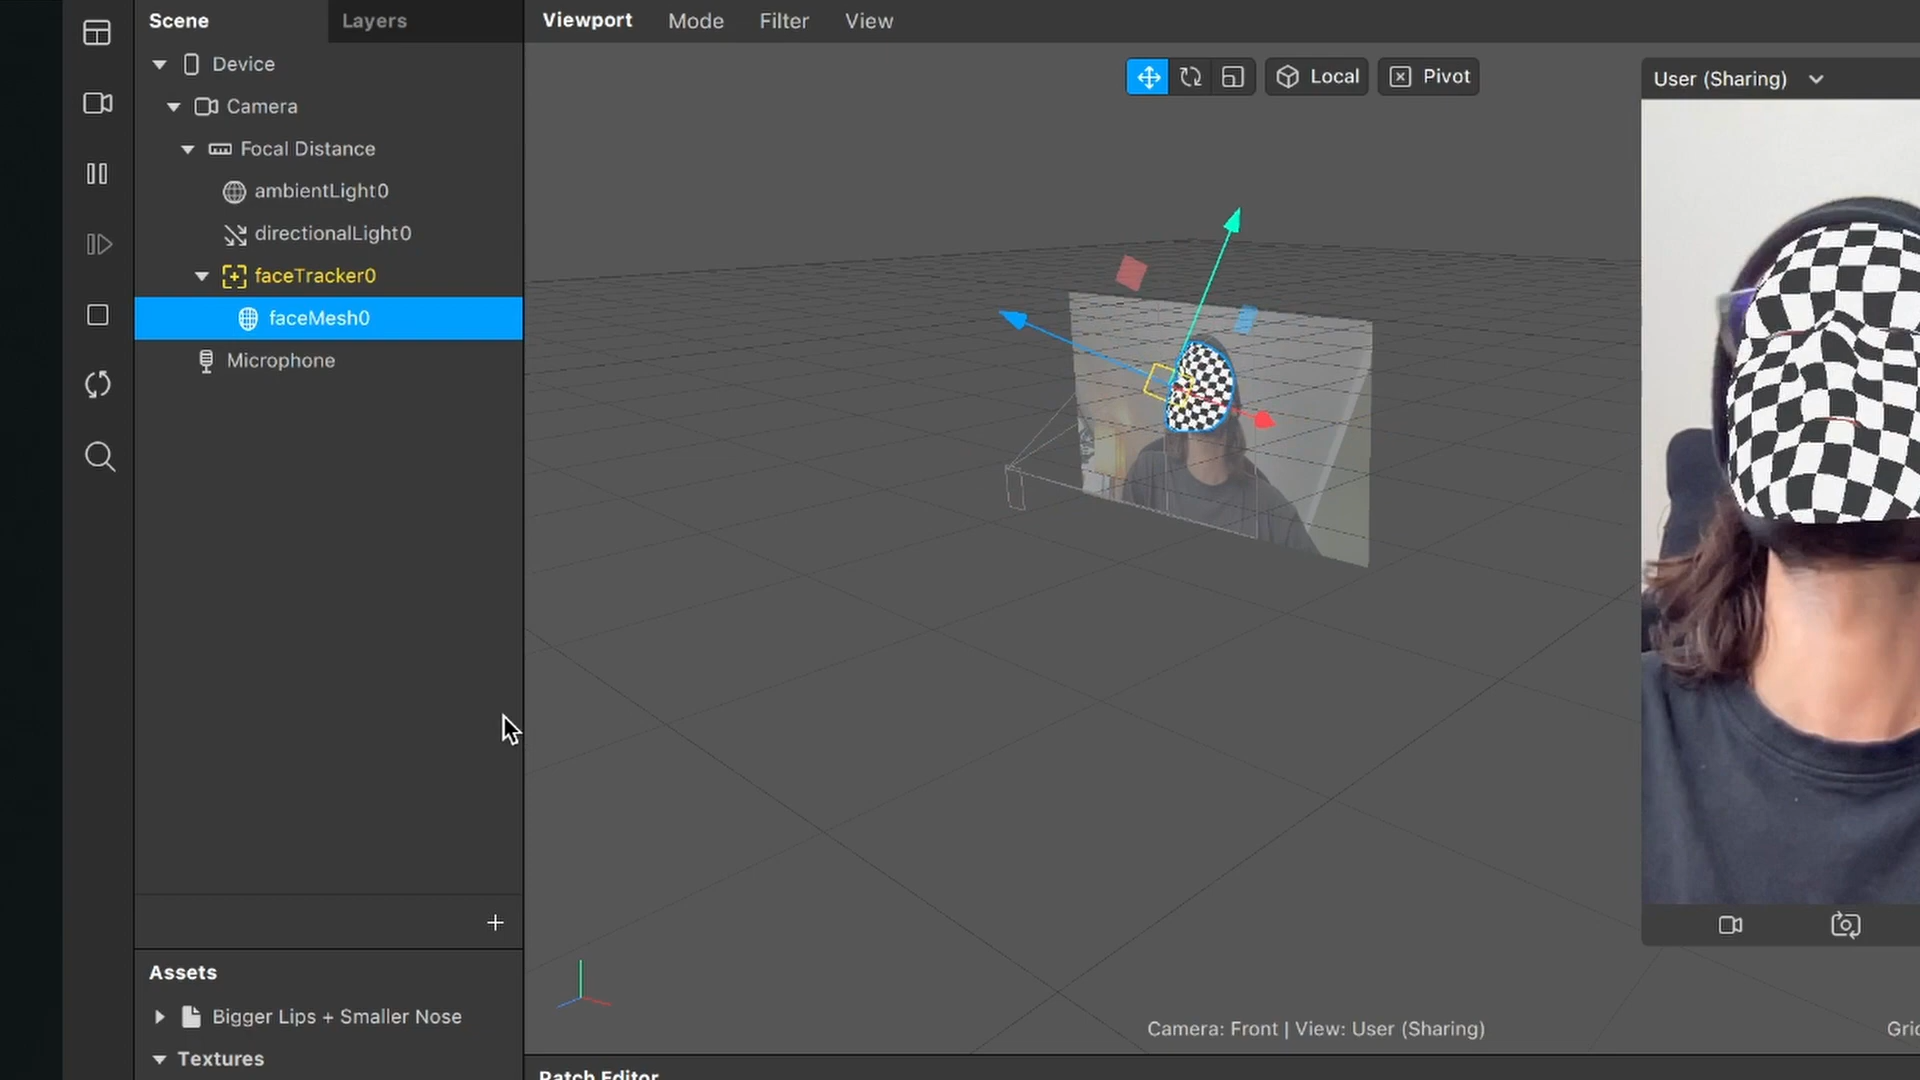 Scene
Layers
Viewport
Mode
Filter
View
Device
Camera
Focal Distance
ambientLight0
directionalLight0
faceTracker0
faceMesh0
Microphone
Local
Pivot
User (Sharing)
Camera: Front | View: User (Sharing)
Assets
Bigger Lips + Smaller Nose
Textures
Patch Editor